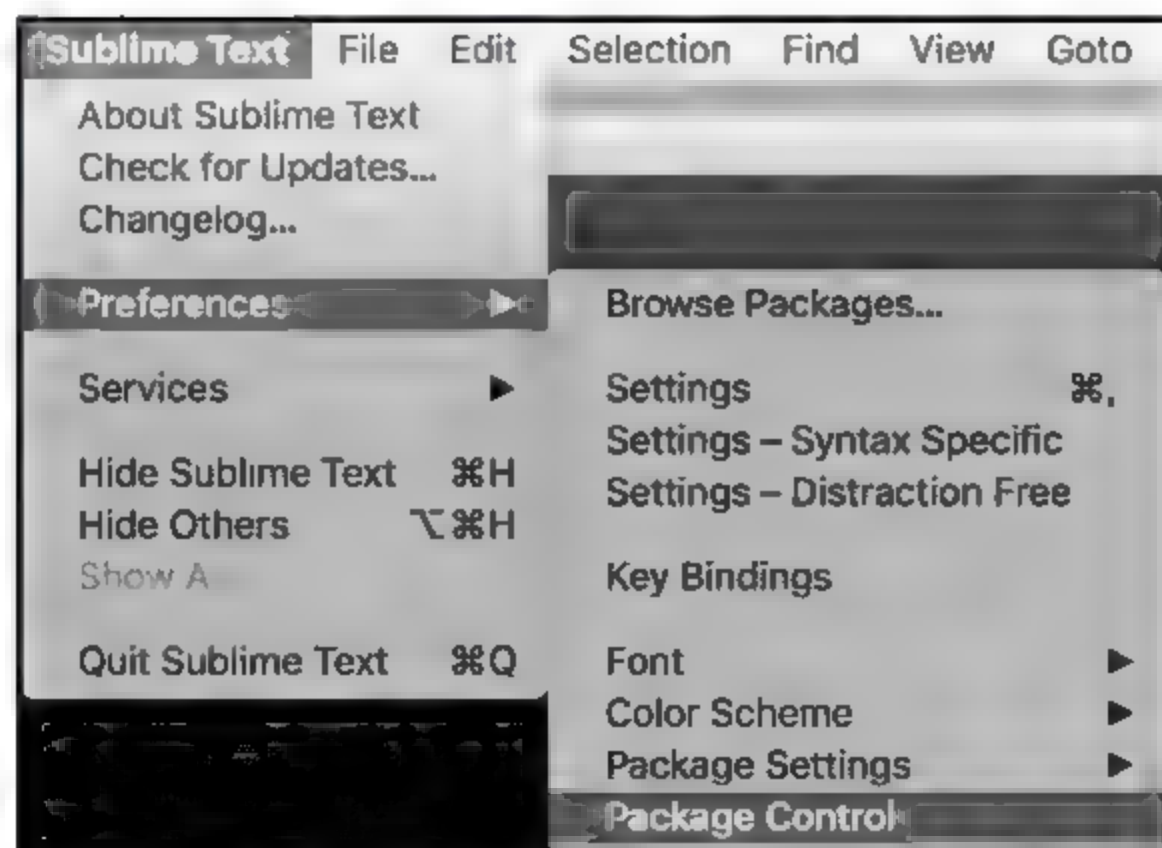 Sublime Text File Edit Selection Find View Goto
About Sublime Text
Check for Updates...
Changelog...
Preferences
Services
Hide Sublime Text ⌘H
Hide Others ⌥⌘H
Show A
Quit Sublime Text ⌘Q
Browse Packages...
Settings ⌘,
Settings – Syntax Specific
Settings – Distraction Free
Key Bindings
Font
Color Scheme
Package Settings
Package Control